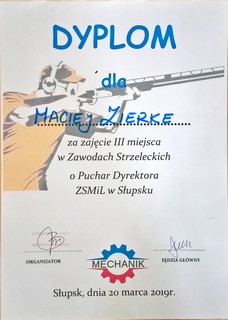 DYPLOM
dla
MACIEJ ZIERKE
za zajęcie III miejsca
w Zawodach Strzeleckich
o Puchar Dyrektora
ZSMiL w Słupsku
ORGANIZATOR
MECHANIK
SĘDZIA GŁÓWNY
Słupsk, dnia 20 marca 2019r.